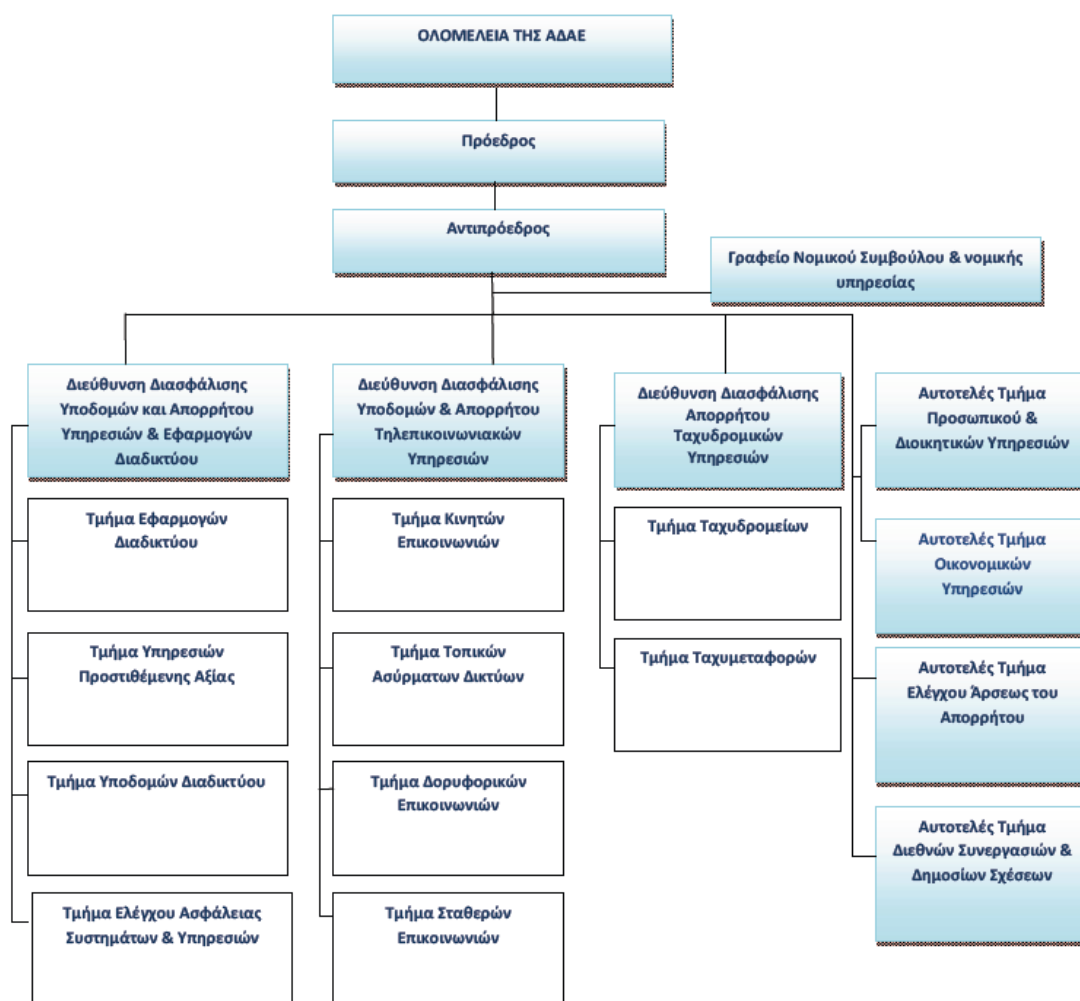 ΟΛΟΜΕΛΕΙΑ ΤΗΣ ΑΔΑΕ
Πρόεδρος
Αντιπρόεδρος
Γραφείο Νομικού Συμβούλου & νομικής
υπηρεσίας
Διεύθυνση Διασφάλισης
Υποδομών και Απορρήτου
Υπηρεσιών & Εφαρμογών
Διαδικτύου
Τμήμα Εφαρμογών
Διαδικτύου
Τμήμα Υπηρεσιών
Προστιθέμενης Αξίας
Τμήμα Υποδομών Διαδικτύου
Τμήμα Ελέγχου Ασφάλειας
Συστημάτων & Υπηρεσιών
Διεύθυνση Διασφάλισης
Υποδομών & Απορρήτου
Τηλεπικοινωνιακών
Υπηρεσιών
Τμήμα Κινητών
Επικοινωνιών
Τμήμα Τοπικών
Ασύρματων Δικτύων
Τμήμα Δορυφορικών
Επικοινωνιών
Τμήμα Σταθερών
Επικοινωνιών
Διεύθυνση Διασφάλισης
Απορρήτου
Ταχυδρομικών
Υπηρεσιών
Τμήμα Ταχυδρομείων
Τμήμα Ταχυμεταφορών
Αυτοτελές Τμήμα
Προσωπικού &
Διοικητικών Υπηρεσιών
Αυτοτελές Τμήμα
Οικονομικών
Υπηρεσιών
Αυτοτελές Τμήμα
Ελέγχου Άρσεως του
Απορρήτου
Αυτοτελές Τμήμα
Διεθνών Συνεργασιών &
Δημοσίων Σχέσεων